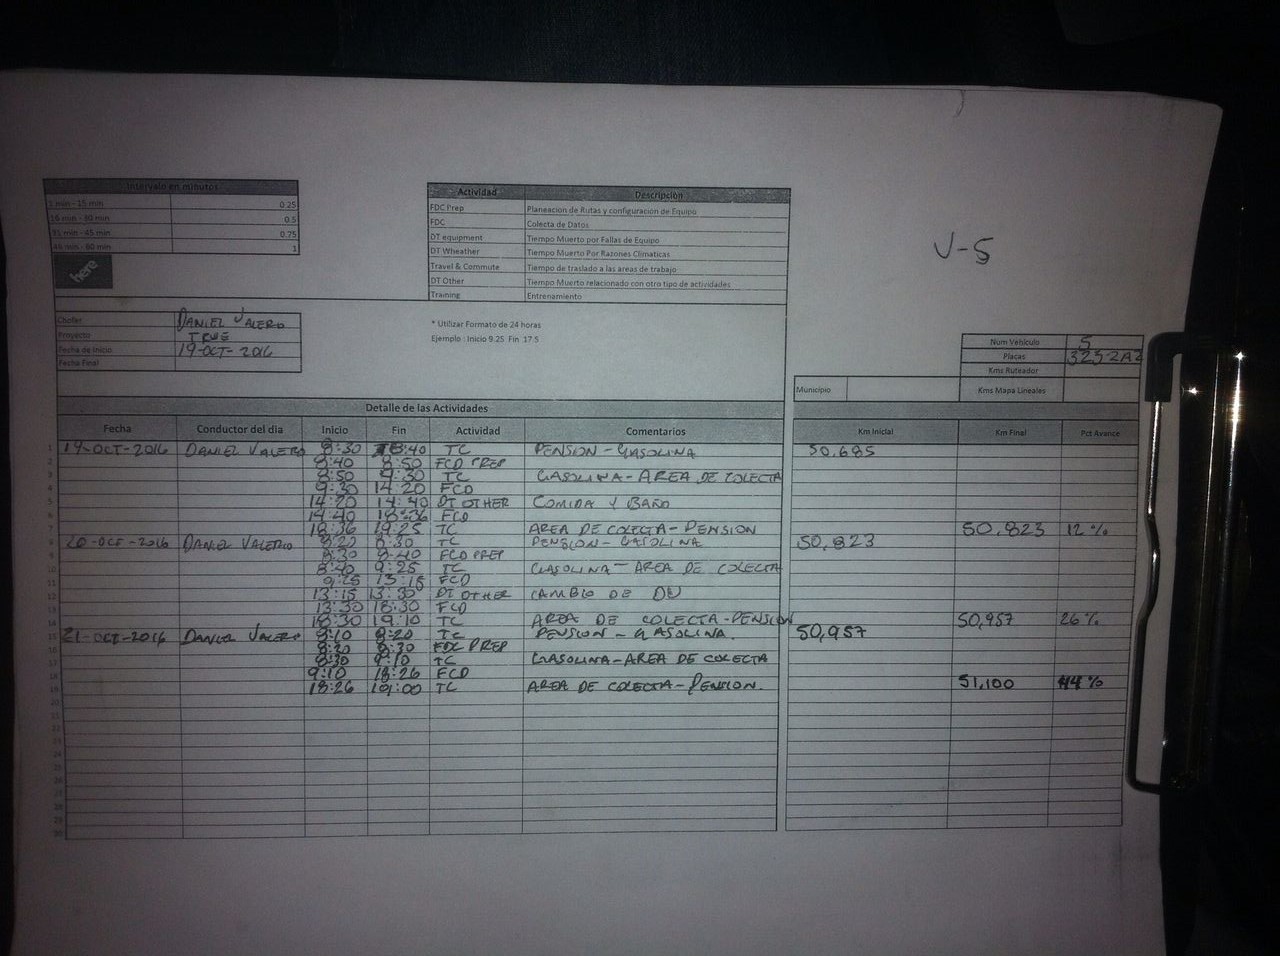 Intervalo en minutos
1 min - 15 min 0.25
16 min - 30 min 0.5
31 min - 45 min 0.75
46 min - 60 min 1
here
Actividad Descripción
FDC Prep Planeacion de Rutas y configuracion de Equipo
FDC Colecta de Datos
DT equipment Tiempo Muerto por Fallas de Equipo
DT Wheather Tiempo Muerto Por Razones Climaticas
Travel & Commute Tiempo de traslado a las areas de trabajo
DT Other Tiempo Muerto relacionado con otro tipo de actividades
Training Entrenamiento
V-5
Chofer DANIEL VALERO
Proyecto TRUE
Fecha de Inicio 19-OCT-2016
Fecha Final
* Utilizar Formato de 24 horas
Ejemplo : Inicio 9.25 Fin 17.5
Num Vehículo 5
Placas 323-2A2
Kms Ruteador
Municipio Kms Mapa Lineales
Detalle de las Actividades
Fecha Conductor del dia Inicio Fin Actividad Comentarios Km Inicial Km Final Pct Avance
1 19-OCT-2016 DANIEL VALERO 8:30 8:40 TC PENSION-GASOLINA 50,685
2 8:40 8:50 FCD PREP
3 8:50 9:30 TC GASOLINA-AREA DE COLECTA
4 9:30 14:20 FCD
5 14:20 14:40 DT OTHER COMIDA Y BAÑO
6 14:40 18:36 FCD
7 18:36 19:25 TC AREA DE COLECTA-PENSION 50,823 12%
8 20-OCT-2016 DANIEL VALERIO 8:20 8:30 TC PENSION-GASOLINA 50,823
9 8:30 8:40 FCD PREP
10 8:40 9:25 TC GASOLINA-AREA DE COLECTA
11 9:25 13:15 FCD
12 13:15 13:30 DT OTHER CAMBIO DE DU
13 13:30 18:30 FCD
14 18:30 19:10 TC AREA DE COLECTA-PENSION 50,957 26%
15 21-OCT-2016 DANIEL VALERO 8:10 8:20 TC PENSION-GASOLINA. 50,957
16 8:20 8:30 FDC PREP
17 8:30 9:10 TC GASOLINA-AREA DE COLECTA
18 9:10 18:26 FCD
19 18:26 19:00 TC AREA DE COLECTA-PENSION. 51,100 44%